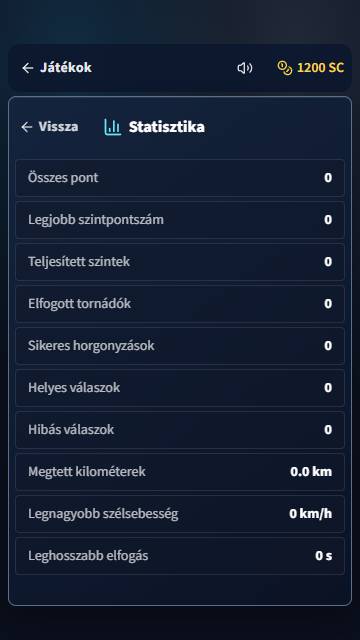 Játékok
1200 SC
Vissza
Statisztika
Összes pont 0
Legjobb szintpontszám 0
Teljesített szintek 0
Elfogott tornádók 0
Sikeres horgonyzások 0
Helyes válaszok 0
Hibás válaszok 0
Megtett kilométerek 0.0 km
Legnagyobb szélsebesség 0 km/h
Leghosszabb elfogás 0 s